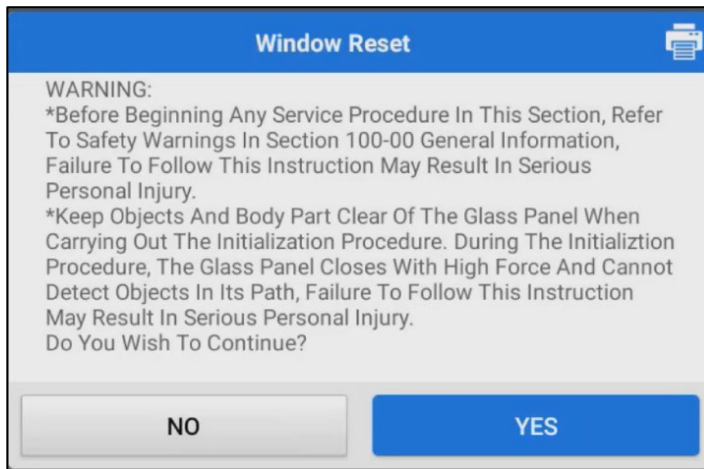 Window Reset
WARNING:
*Before Beginning Any Service Procedure In This Section, Refer
To Safety Warnings In Section 100-00 General Information,
Failure To Follow This Instruction May Result In Serious
Personal Injury.
*Keep Objects And Body Part Clear Of The Glass Panel When
Carrying Out The Initialization Procedure. During The Initializtion
Procedure, The Glass Panel Closes With High Force And Cannot
Detect Objects In Its Path, Failure To Follow This Instruction
May Result In Serious Personal Injury.
Do You Wish To Continue?
NO
YES